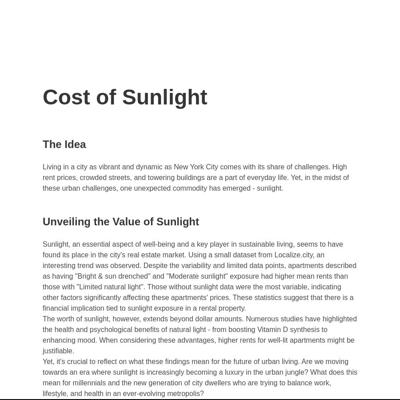 Cost of Sunlight
The Idea
Living in a city as vibrant and dynamic as New York City comes with its share of challenges. High
rent prices, crowded streets, and towering buildings are a part of everyday life. Yet, in the midst of
these urban challenges, one unexpected commodity has emerged - sunlight.
Unveiling the Value of Sunlight
Sunlight, an essential aspect of well-being and a key player in sustainable living, seems to have
found its place in the city's real estate market. Using a small dataset from Localize.city, an
interesting trend was observed. Despite the variability and limited data points, apartments described
as having "Bright & sun drenched" and "Moderate sunlight" exposure had higher mean rents than
those with "Limited natural light". Those without sunlight data were the most variable, indicating
other factors significantly affecting these apartments' prices. These statistics suggest that there is a
financial implication tied to sunlight exposure in a rental property.
The worth of sunlight, however, extends beyond dollar amounts. Numerous studies have highlighted
the health and psychological benefits of natural light - from boosting Vitamin D synthesis to
enhancing mood. When considering these advantages, higher rents for well-lit apartments might be
justifiable.
Yet, it's crucial to reflect on what these findings mean for the future of urban living. Are we moving
towards an era where sunlight is increasingly becoming a luxury in the urban jungle? What does this
mean for millennials and the new generation of city dwellers who are trying to balance work,
lifestyle, and health in an ever-evolving metropolis?